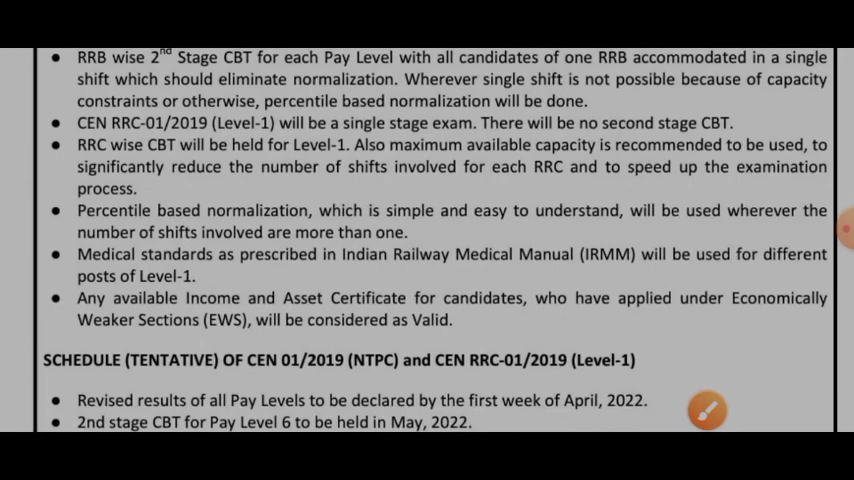 • RRB wise 2nd Stage CBT for each Pay Level with all candidates of one RRB accommodated in a single
shift which should eliminate normalization. Wherever single shift is not possible because of capacity
constraints or otherwise, percentile based normalization will be done.
• CEN RRC-01/2019 (Level-1) will be a single stage exam. There will be no second stage CBT.
• RRC wise CBT will be held for Level-1. Also maximum available capacity is recommended to be used, to
significantly reduce the number of shifts involved for each RRC and to speed up the examination
process.
• Percentile based normalization, which is simple and easy to understand, will be used wherever the
number of shifts involved are more than one.
• Medical standards as prescribed in Indian Railway Medical Manual (IRMM) will be used for different
posts of Level-1.
• Any available Income and Asset Certificate for candidates, who have applied under Economically
Weaker Sections (EWS), will be considered as Valid.
SCHEDULE (TENTATIVE) OF CEN 01/2019 (NTPC) and CEN RRC-01/2019 (Level-1)
• Revised results of all Pay Levels to be declared by the first week of April, 2022.
• 2nd stage CBT for Pay Level 6 to be held in May, 2022.